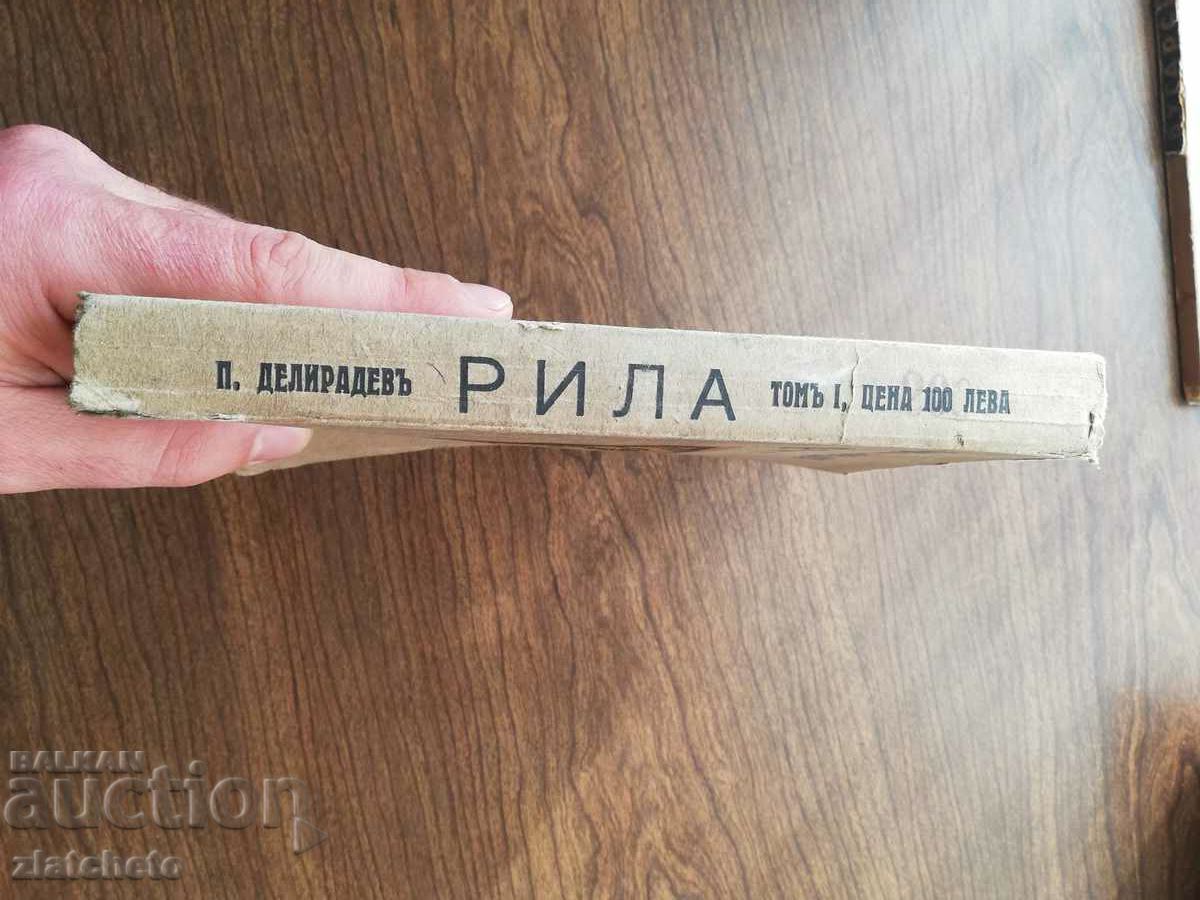 П. ДЕЛИРАДЕВЪ РИЛА ТОМЪ I, ЦЕНА 100 ЛЕВА
BALKAN
auction
zlatcheto